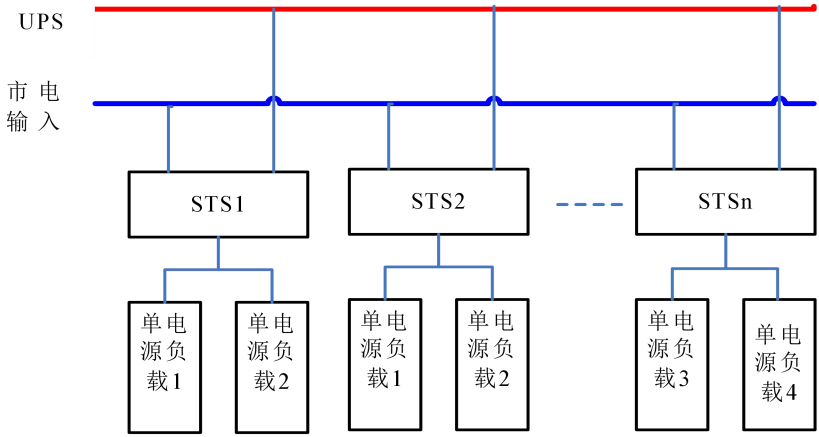 UPS
市电
输入
STS1
STS2
STSn
单电
源负
载1
单电
源负
载2
单电
源负
载1
单电
源负
载2
单电
源负
载3
单电
源负
载4